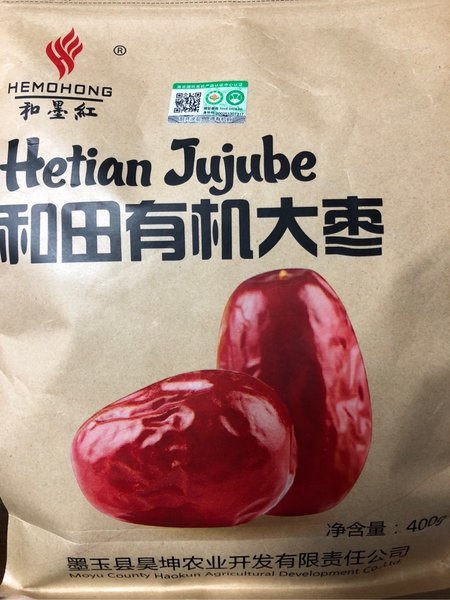 HEMOHONG
®
和墨紅
Hetian Jujube
和田有机大枣
净含量：400g
墨玉县昊坤农业开发有限责任公司
Moyu County Haokun Agricultural Development Co.,Ltd.